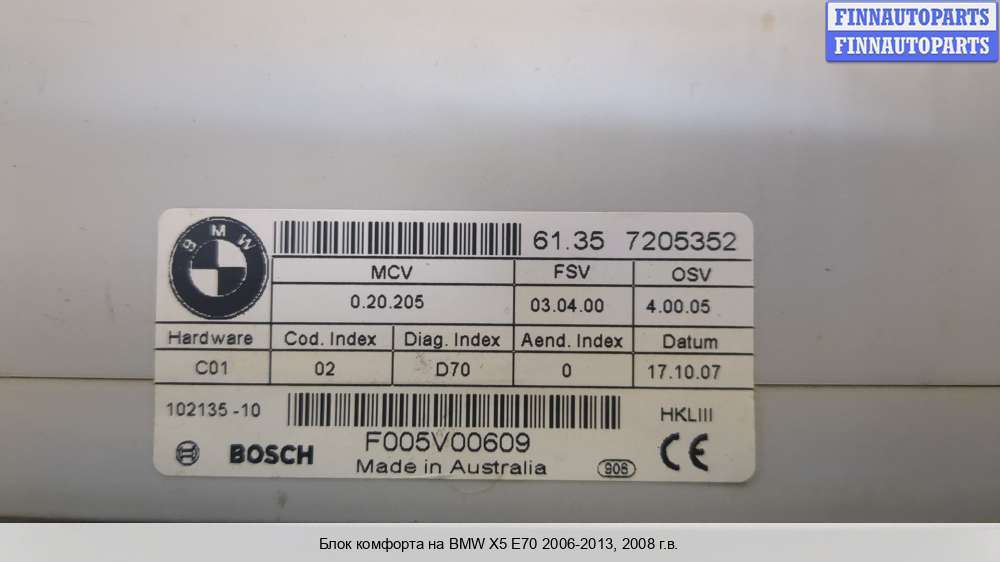 FINNAUTOPARTS
FINNAUTOPARTS
BMW
61.35 7205352
MCV FSV OSV
0.20.205 03.04.00 4.00.05
Hardware Cod. Index Diag. Index Aend. Index Datum
C01 02 D70 0 17.10.07
102135-10 HKLIII
BOSCH F005V00609 CE
Made in Australia 906
Блок комфорта на BMW X5 E70 2006-2013, 2008 г.в.